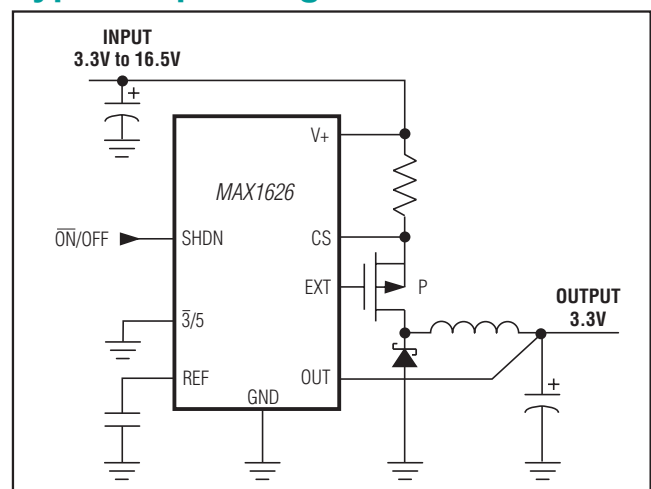 INPUT
3.3V to 16.5V
+
V+
MAX1626
O̅N̅/OFF
SHDN
CS
EXT
P
OUTPUT
3.3V
3̅/5
REF
OUT
GND
+